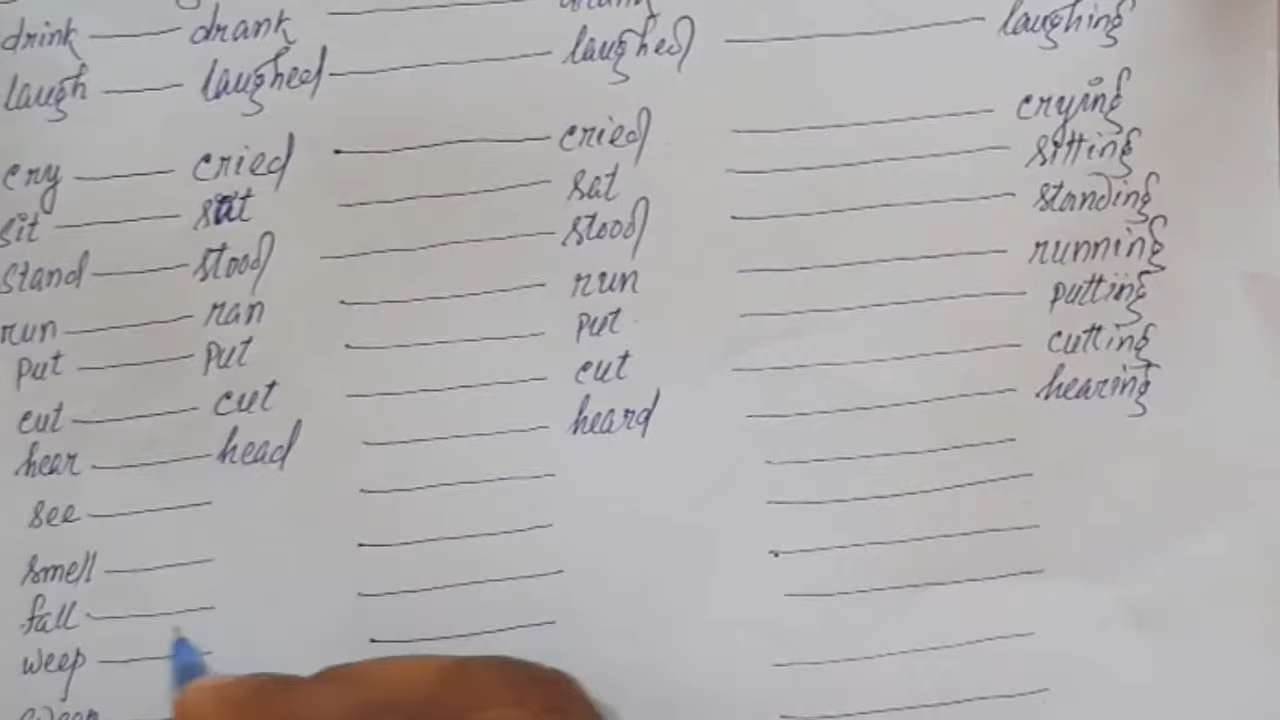 drink drank
laugh laughed laughed laughing
cry cried cried crying
sit sat sat sitting
stand stood stood standing
run ran run running
put put put putting
cut cut cut cutting
hear head heard hearing
see
smell
fall
weep